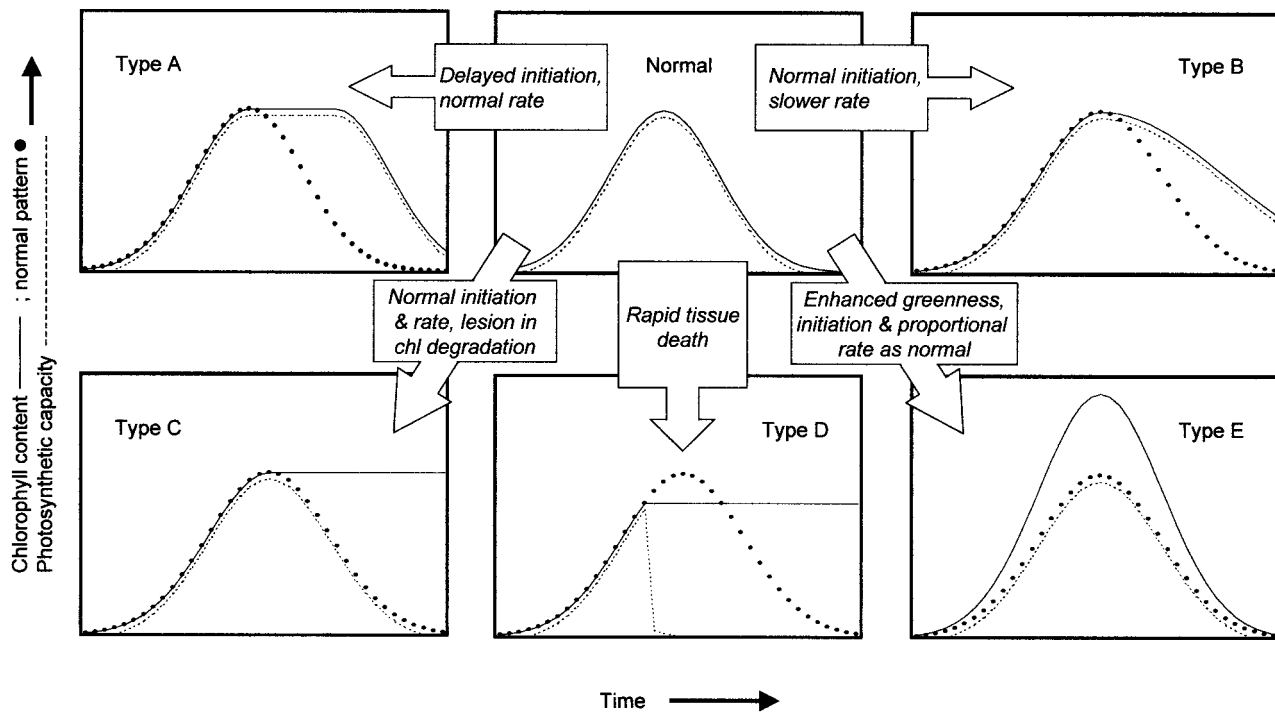 Type A
Delayed initiation,
normal rate
Normal
Normal initiation,
slower rate
Type B
Chlorophyll content ——— ; normal pattern ●
Photosynthetic capacity ----------
Normal initiation
& rate, lesion in
chl degradation
Rapid tissue
death
Enhanced greenness,
initiation & proportional
rate as normal
Type C
Type D
Type E
Time